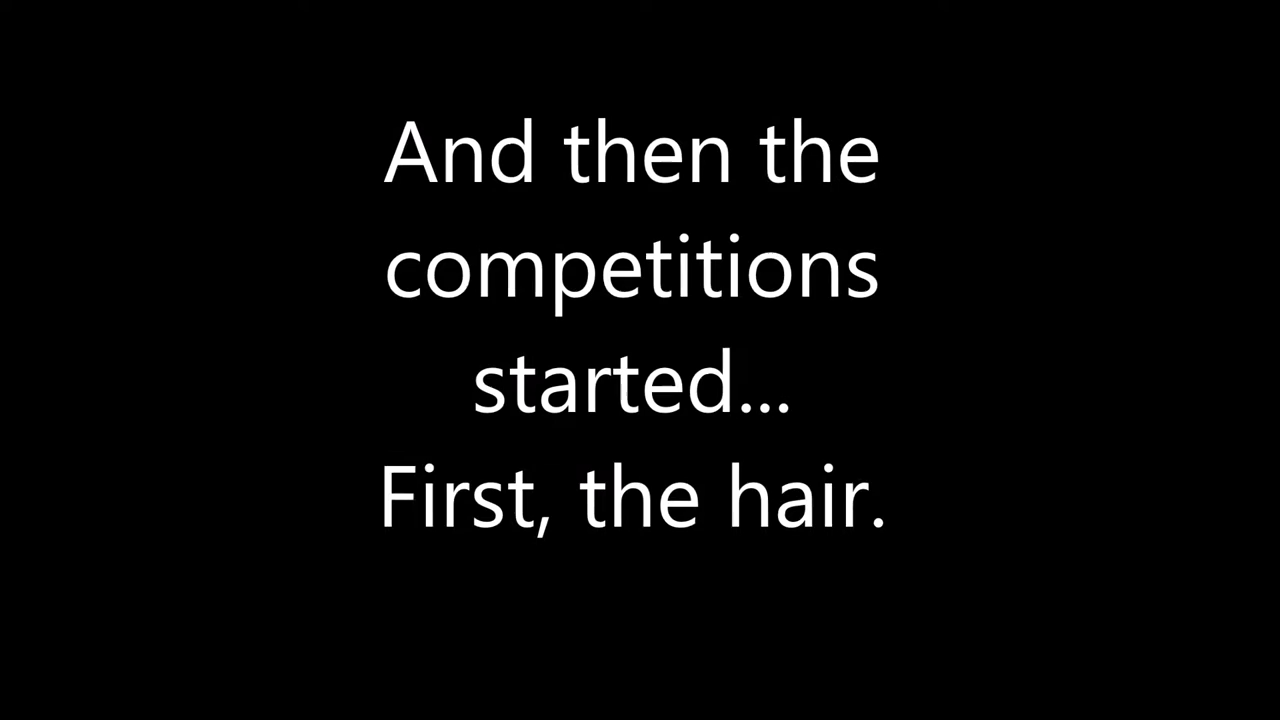 And then the
competitions
started...
First, the hair.